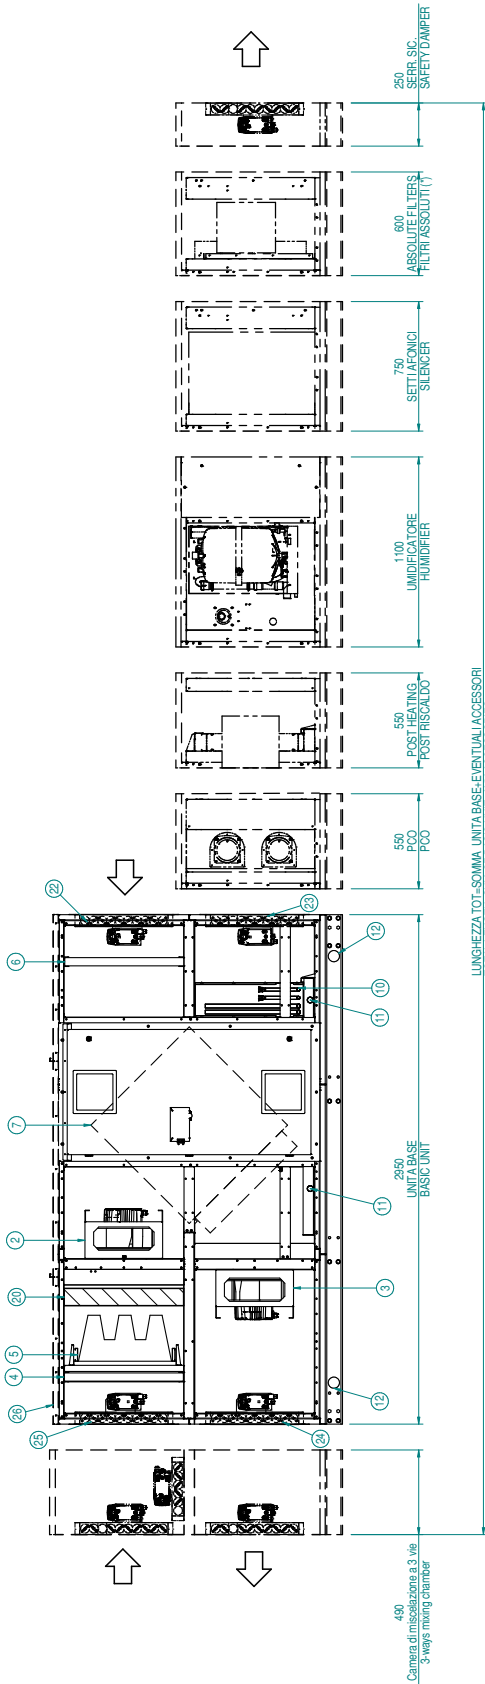 490
Camera di miscelazione a 3 vie
3-ways mixing chamber
2950
UNITA BASE
BASIC UNIT
550
PCO
PCO
550
POST HEATING
POST RISCALDO
1100
UMIDIFICATORE
HUMIDIFIER
750
SETTI AFONICI
SILENCER
600
ABSOLUTE FILTERS
FILTRI ASSOLUTI (*)
250
SERR. SIC.
SAFETY DAMPER
LUNGHEZZA TOT=SOMMA UNITA BASE+EVENTUALI ACCESSORI
25
26
4
5
20
2
7
6
22
24
12
3
11
11
10
23
12